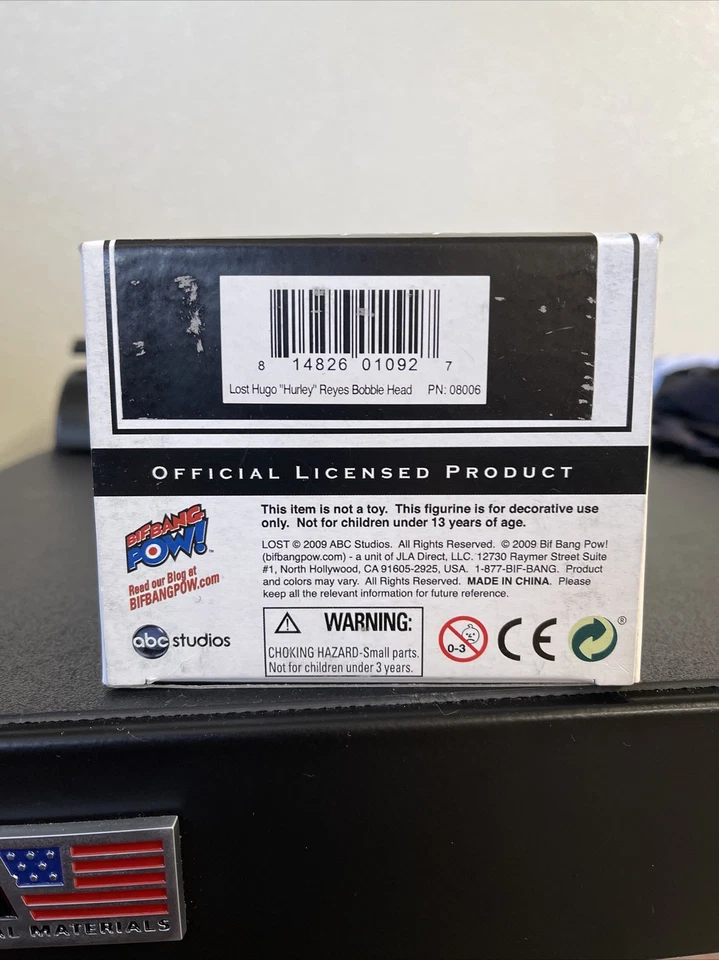 8 14826 01092 7
Lost Hugo "Hurley" Reyes Bobble Head PN: 08006
OFFICIAL LICENSED PRODUCT
BIFBANG
POW!™
Read our Blog at
BIFBANGPOW.com
This item is not a toy. This figurine is for decorative use
only. Not for children under 13 years of age.
LOST © 2009 ABC Studios. All Rights Reserved. © 2009 Bif Bang Pow!
(bifbangpow.com) - a unit of JLA Direct, LLC. 12730 Raymer Street Suite
#1, North Hollywood, CA 91605-2925, USA. 1-877-BIF-BANG. Product
and colors may vary. All Rights Reserved. MADE IN CHINA. Please
keep all the relevant information for future reference.
abc studios
WARNING:
CHOKING HAZARD-Small parts.
Not for children under 3 years.
0-3
CE
®
MATERIALS